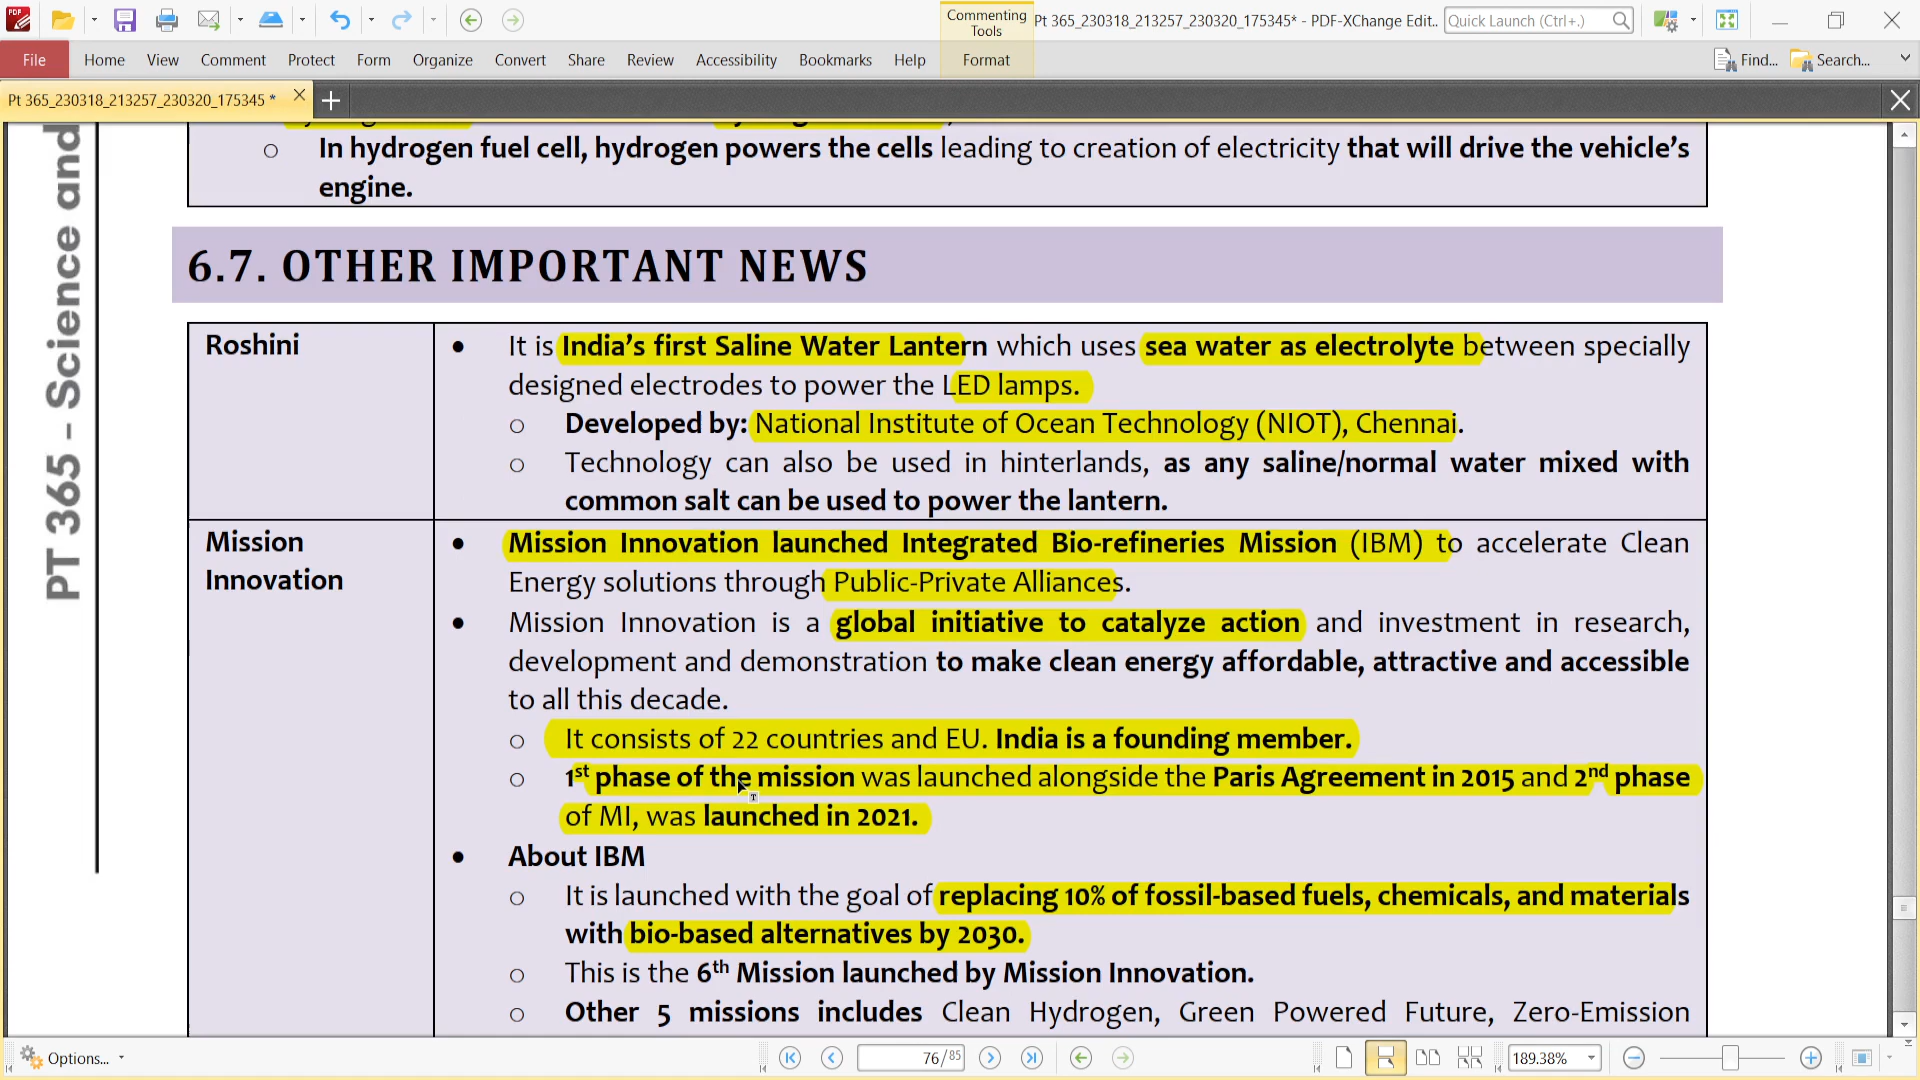 Commenting Tools
Pt 365_230318_213257_230320_175345* - PDF-XChange Edit..
Quick Launch (Ctrl+.)
File
Home
View
Comment
Protect
Form
Organize
Convert
Share
Review
Accessibility
Bookmarks
Help
Format
Find...
Search...
Pt 365_230318_213257_230320_175345 *
PT 365 – Science and
○ In hydrogen fuel cell, hydrogen powers the cells leading to creation of electricity that will drive the vehicle's
engine.
6.7. OTHER IMPORTANT NEWS
Roshini
• It is India's first Saline Water Lantern which uses sea water as electrolyte between specially
designed electrodes to power the LED lamps.
○ Developed by: National Institute of Ocean Technology (NIOT), Chennai.
○ Technology can also be used in hinterlands, as any saline/normal water mixed with
common salt can be used to power the lantern.
Mission
Innovation
• Mission Innovation launched Integrated Bio-refineries Mission (IBM) to accelerate Clean
Energy solutions through Public-Private Alliances.
• Mission Innovation is a global initiative to catalyze action and investment in research,
development and demonstration to make clean energy affordable, attractive and accessible
to all this decade.
○ It consists of 22 countries and EU. India is a founding member.
○ 1st phase of the mission was launched alongside the Paris Agreement in 2015 and 2nd phase
of MI, was launched in 2021.
• About IBM
○ It is launched with the goal of replacing 10% of fossil-based fuels, chemicals, and materials
with bio-based alternatives by 2030.
○ This is the 6th Mission launched by Mission Innovation.
○ Other 5 missions includes Clean Hydrogen, Green Powered Future, Zero-Emission
Options...
76/85
189.38%